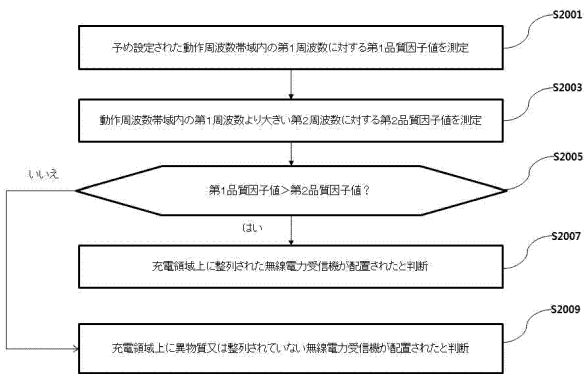 S2001
予め設定された動作周波数帯域内の第1周波数に対する第1品質因子値を測定
S2003
動作周波数帯域内の第1周波数より大きい第2周波数に対する第2品質因子値を測定
S2005
いいえ
第1品質因子値>第2品質因子値?
はい
S2007
充電領域上に整列された無線電力受信機が配置されたと判断
S2009
充電領域上に異物質又は整列されていない無線電力受信機が配置されたと判断